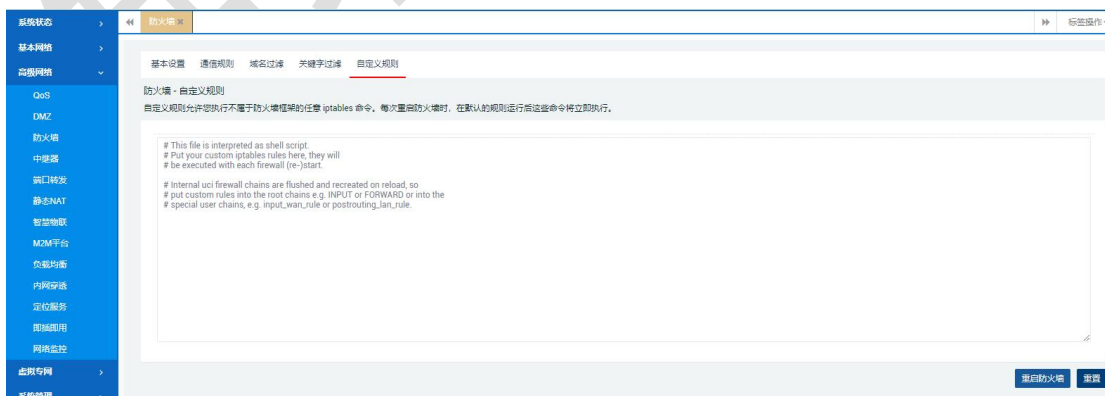 系统状态
基本网络
高级网络
QoS
DMZ
防火墙
中继器
端口转发
静态NAT
智慧物联
M2M平台
负载均衡
内网穿透
定位服务
即插即用
网络监控
虚拟专网
系统管理
防火墙
标签操作
基本设置 通信规则 域名过滤 关键字过滤 自定义规则
防火墙 - 自定义规则
自定义规则允许您执行不属于防火墙框架的任意 iptables 命令。每次重启防火墙时，在默认的规则运行后这些命令将立即执行。
# This file is interpreted as shell script.
# Put your custom iptables rules here, they will
# be executed with each firewall (re-)start.
# Internal uci firewall chains are flushed and recreated on reload, so
# put custom rules into the root chains e.g. INPUT or FORWARD or into the
# special user chains, e.g. input_wan_rule or postrouting_lan_rule.
重启防火墙 重置